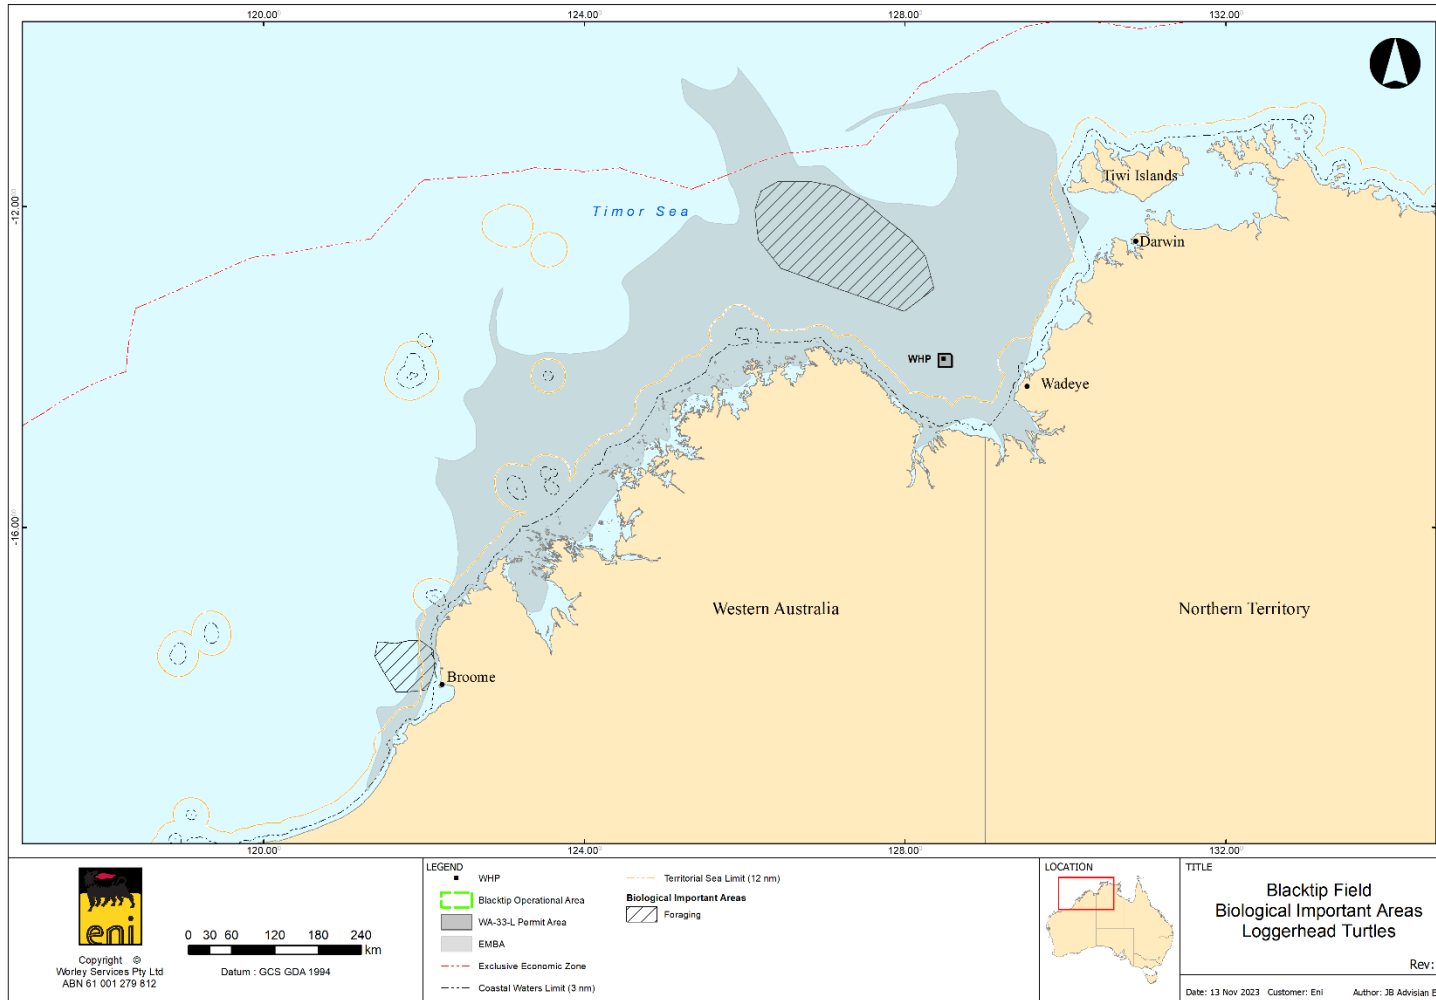 120.00
124.00
128.00
132.00
-12.00
-16.00
Timor Sea
Tiwi Islands
Darwin
WHP
Wadeye
Western Australia
Northern Territory
Broome
120.00
124.00
128.00
132.00
eni
Copyright ©
Worley Services Pty Ltd
ABN 61 001 279 812
0 30 60 120 180 240
km
Datum : GCS GDA 1994
LEGEND
WHP
Blacktip Operational Area
WA-33-L Permit Area
EMBA
Exclusive Economic Zone
Coastal Waters Limit (3 nm)
Territorial Sea Limit (12 nm)
Biological Important Areas
Foraging
LOCATION
TITLE
Blacktip Field
Biological Important Areas
Loggerhead Turtles
Rev:
Date: 13 Nov 2023 Customer: Eni Author: JB Advisian E